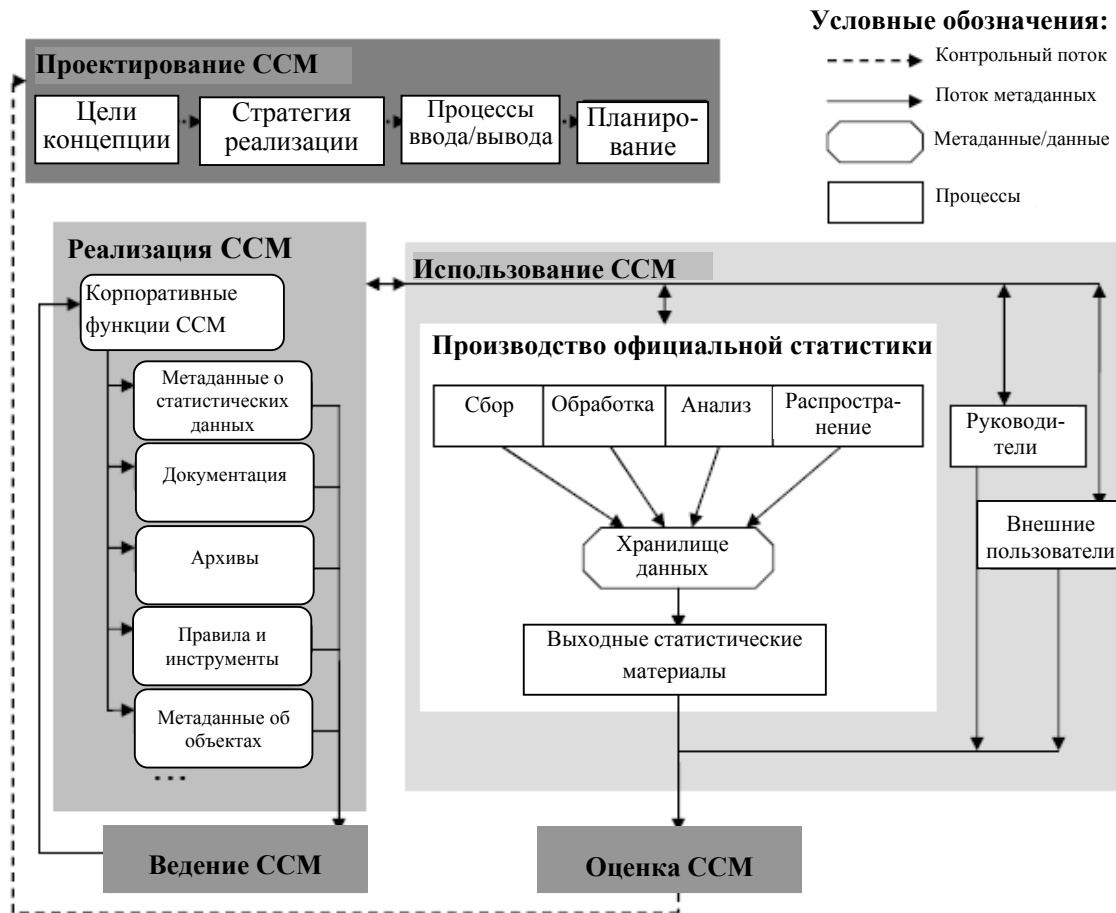 Условные обозначения:
Контрольный поток
Поток метаданных
Метаданные/данные
Процессы
Проектирование ССМ
Цели
концепции
Стратегия
реализации
Процессы
ввода/вывода
Планиро-
вание
Реализация ССМ
Корпоративные
функции ССМ
Метаданные о
статистических
данных
Документация
Архивы
Правила и
инструменты
Метаданные об
объектах
...
Использование ССМ
Производство официальной статистики
Сбор
Обработка
Анализ
Распростра-
нение
Хранилище
данных
Выходные статистические
материалы
Руководи-
тели
Внешние
пользователи
Ведение ССМ
Оценка ССМ